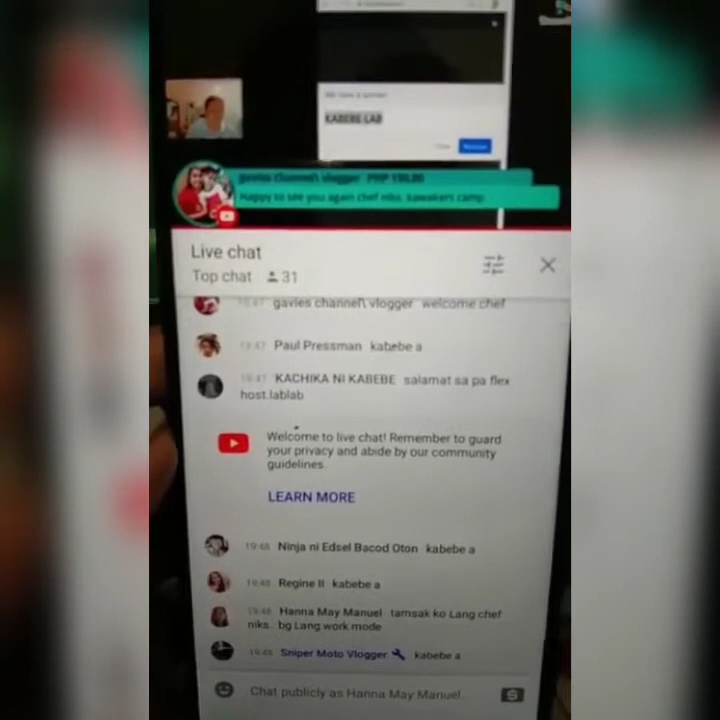 KABEBE LAB
gavies channel\ vlogger PHP 150.00
Happy to see you again chef niks. kawakers camp
Live chat
Top chat 31
19:47 gavies channel\ vlogger welcome chef
19:47 Paul Pressman kabebe a
19:47 KACHIKA NI KABEBE salamat sa pa flex
host.lablab
Welcome to live chat! Remember to guard
your privacy and abide by our community
guidelines.
LEARN MORE
19:48 Ninja ni Edsel Bacod Oton kabebe a
19:48 Regine II kabebe a
19:48 Hanna May Manuel tamsak ko Lang chef
niks.. bg Lang work mode
19:48 Sniper Moto Vlogger kabebe a
Chat publicly as Hanna May Manuel...